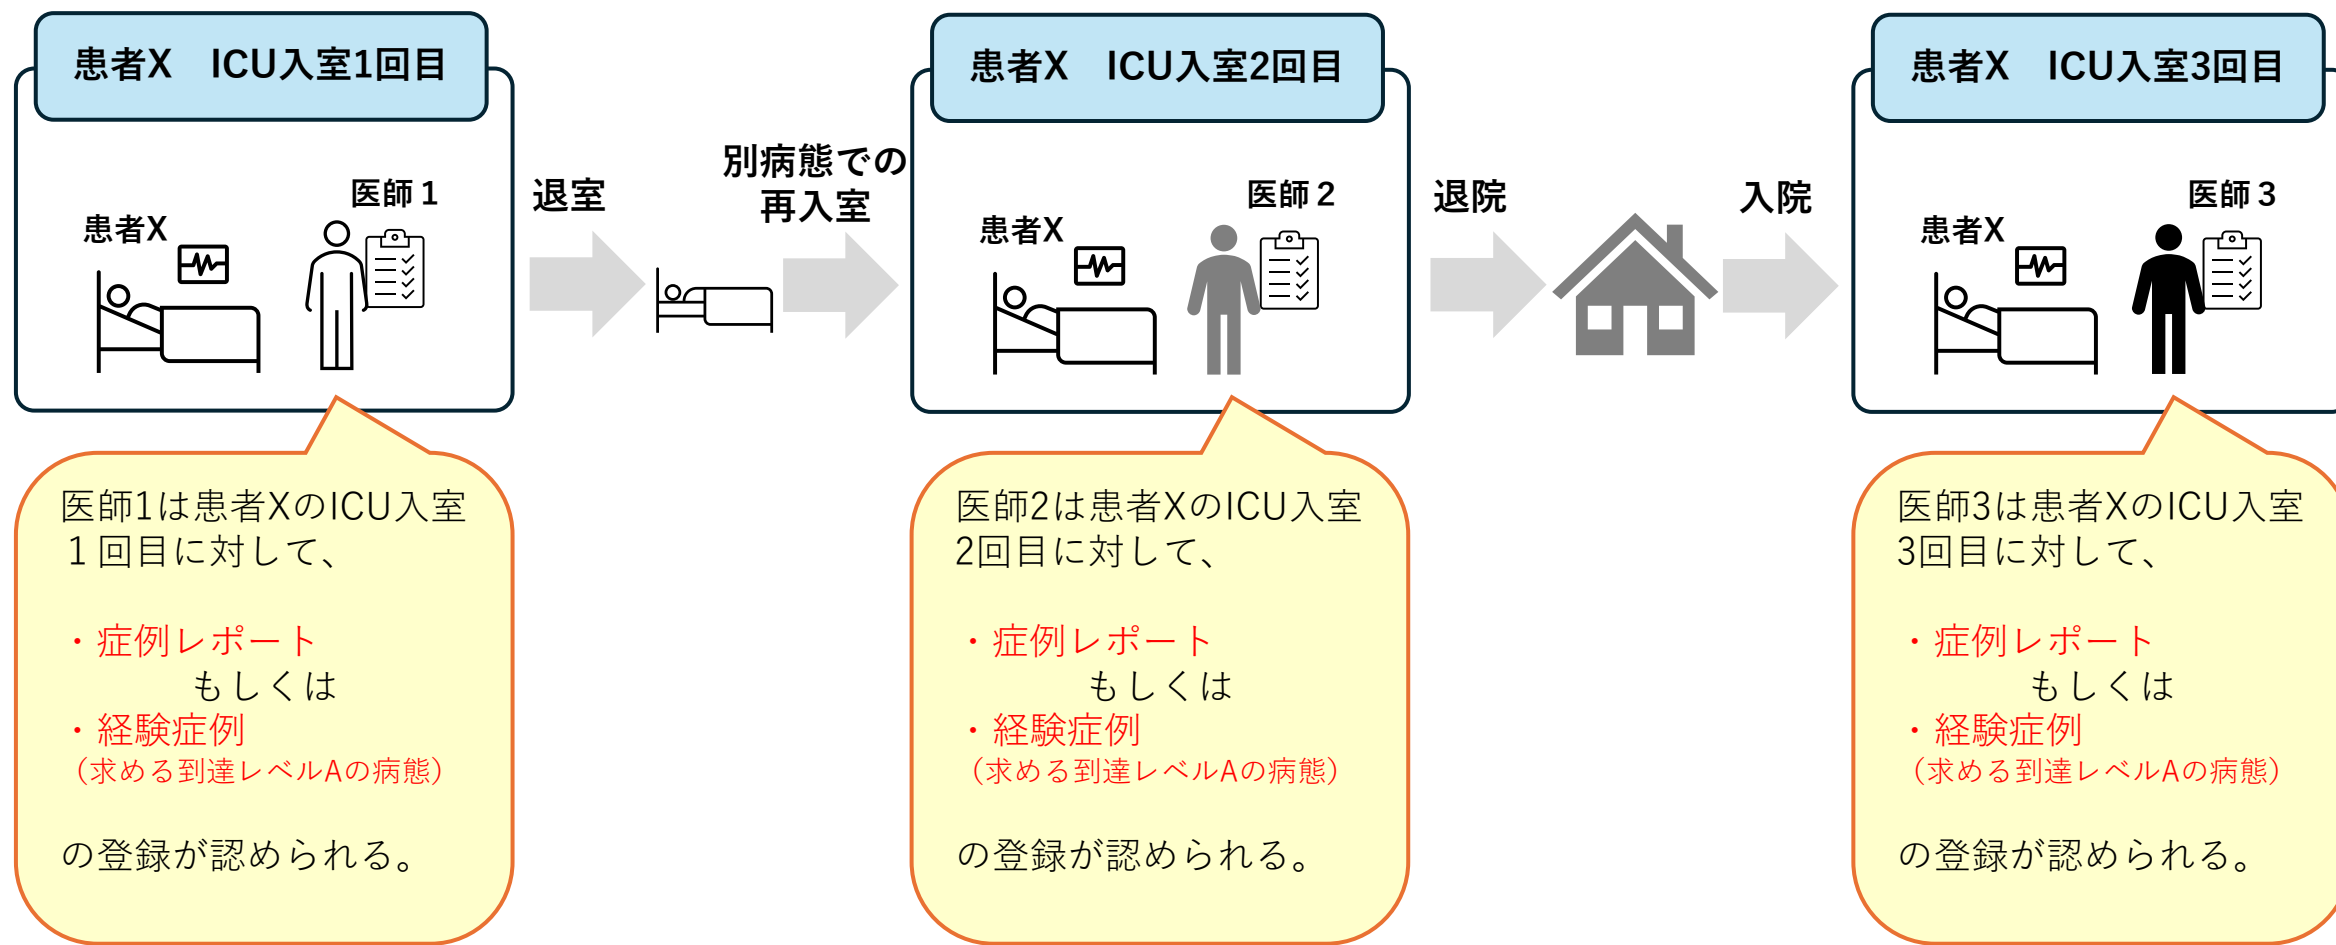 患者X　ICU入室1回目
患者X
医師１
医師1は患者XのICU入室
１回目に対して、
・症例レポート
もしくは
・経験症例
（求める到達レベルAの病態）
の登録が認められる。
退室
別病態での
再入室
患者X　ICU入室2回目
患者X
医師２
医師2は患者XのICU入室
2回目に対して、
・症例レポート
もしくは
・経験症例
（求める到達レベルAの病態）
の登録が認められる。
退院
入院
患者X　ICU入室3回目
患者X
医師３
医師3は患者XのICU入室
3回目に対して、
・症例レポート
もしくは
・経験症例
（求める到達レベルAの病態）
の登録が認められる。